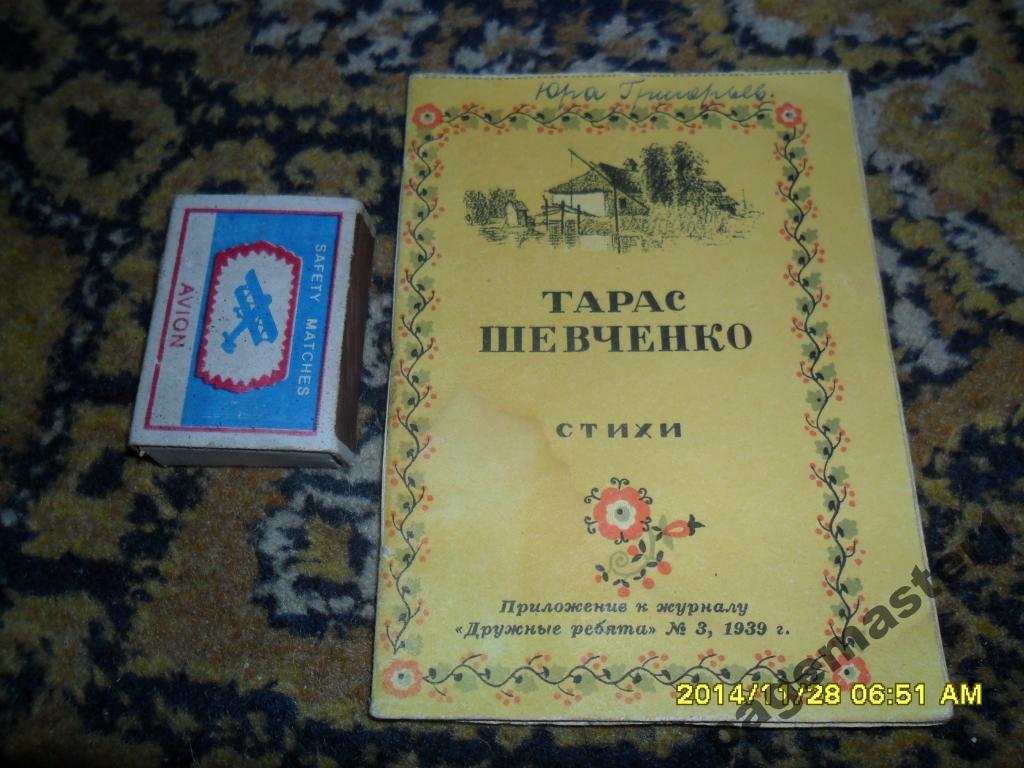 Юра Григорьев.
ТАРАС
ШЕВЧЕНКО
СТИХИ
Приложение к журналу
«Дружные ребята» № 3, 1939 г.
SAFETY MATCHES
AVION
2014/11/28 06:51 AM